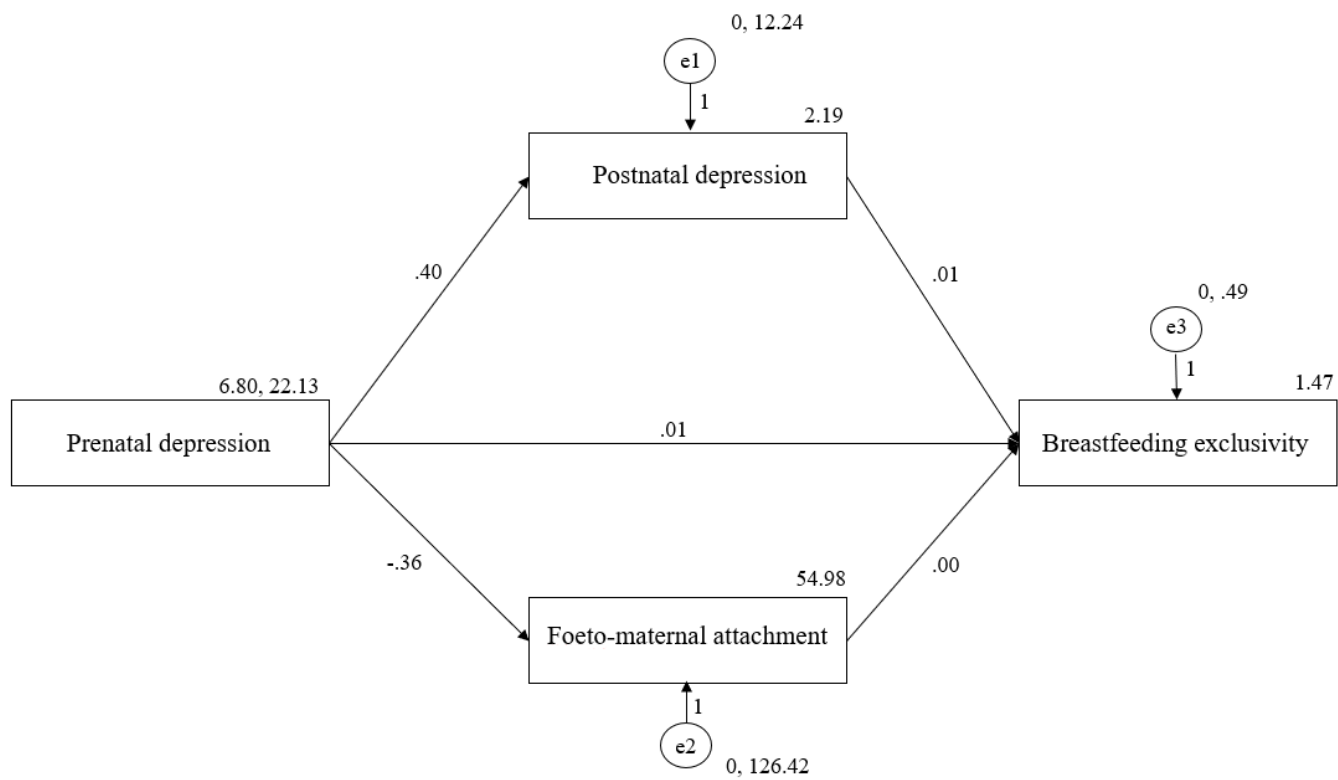 0, 12.24
e1
1
2.19
Postnatal depression
.40
.01
0, .49
e3
1
6.80, 22.13
1.47
Prenatal depression
.01
Breastfeeding exclusivity
-.36
.00
54.98
Foeto-maternal attachment
1
e2
0, 126.42